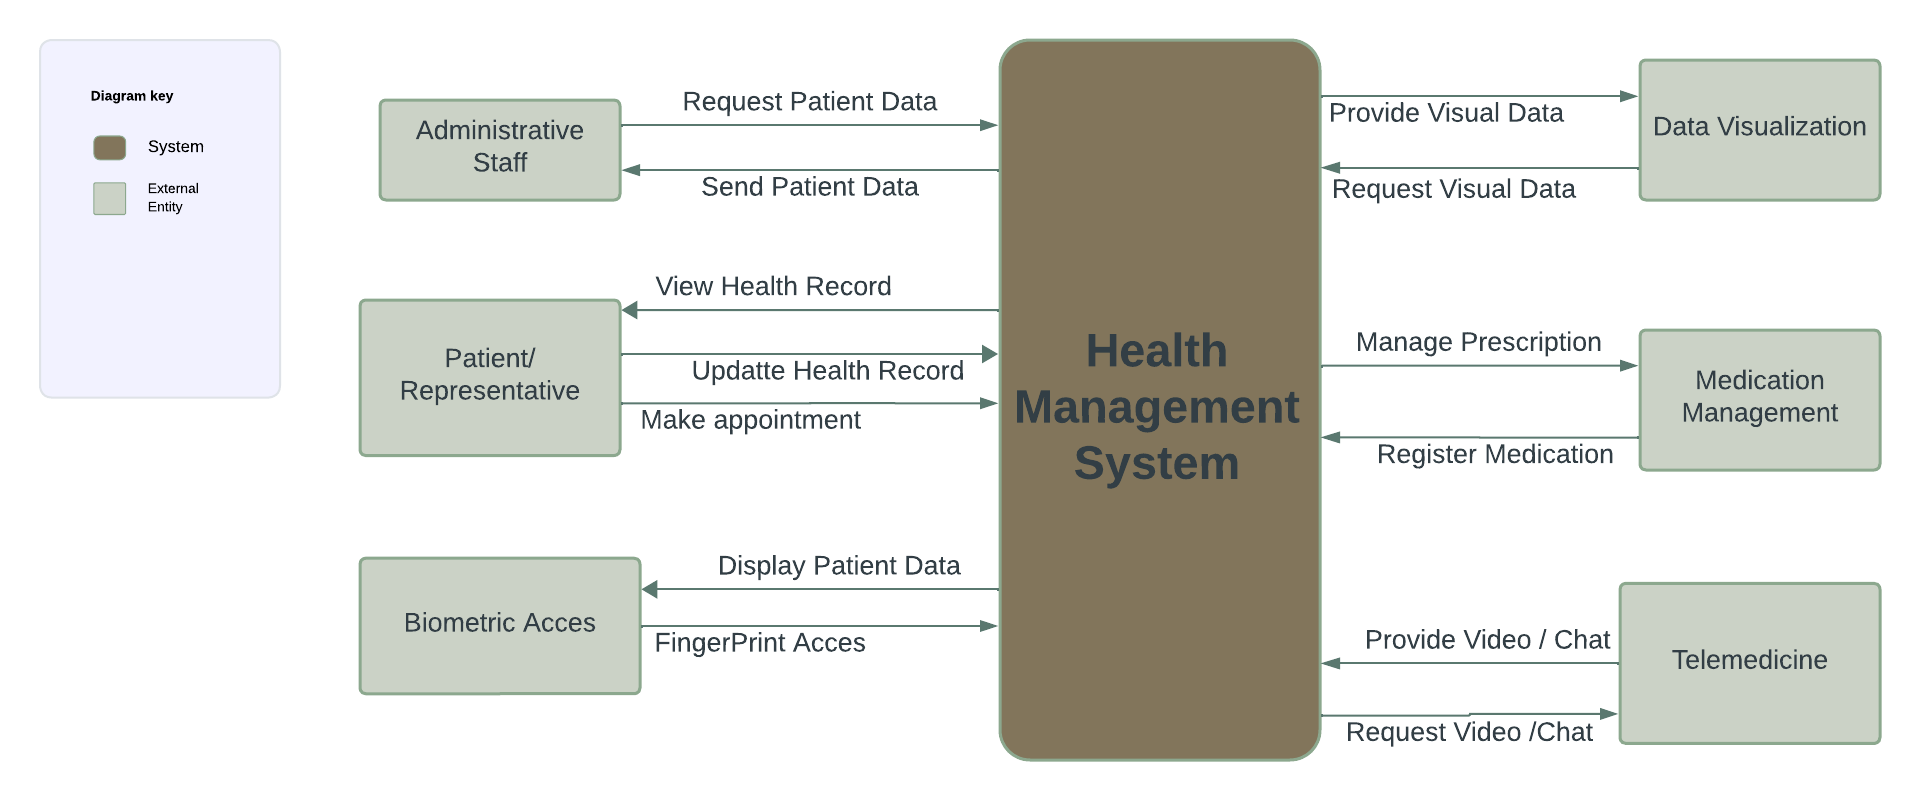 Diagram key
System
External
Entity
Administrative
Staff
Request Patient Data
Send Patient Data
Patient/
Representative
View Health Record
Updatte Health Record
Make appointment
Biometric Acces
Display Patient Data
FingerPrint Acces
Health
Management
System
Provide Visual Data
Request Visual Data
Data Visualization
Manage Prescription
Register Medication
Medication
Management
Provide Video / Chat
Request Video /Chat
Telemedicine